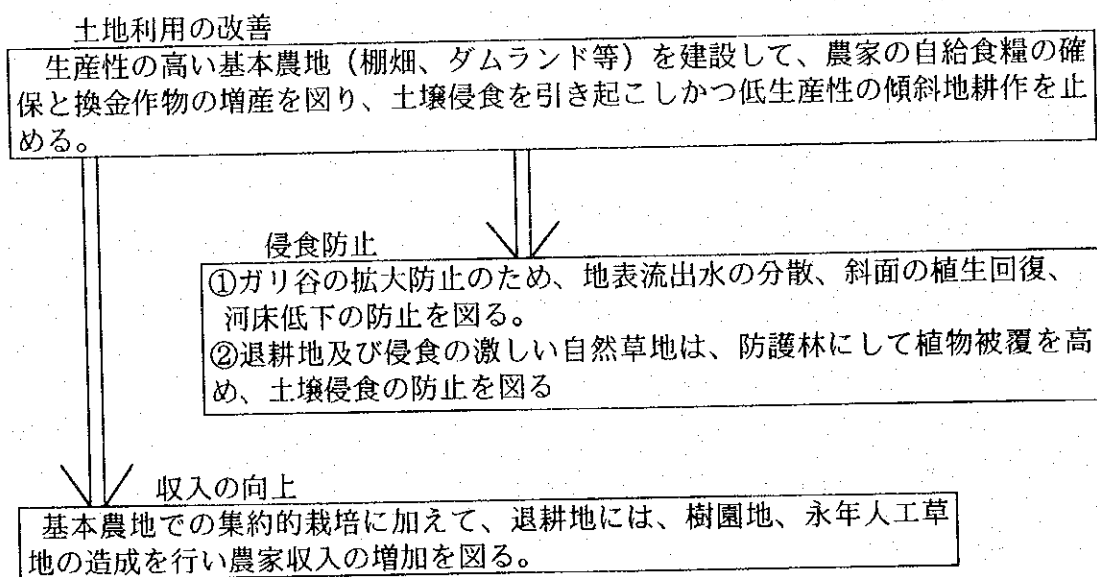 土地利用の改善
生産性の高い基本農地（棚畑、ダムランド等）を建設して、農家の自給食糧の確
保と換金作物の増産を図り、土壌侵食を引き起こしかつ低生産性の傾斜地耕作を止
める。
侵食防止
①ガリ谷の拡大防止のため、地表流出水の分散、斜面の植生回復、
河床低下の防止を図る。
②退耕地及び侵食の激しい自然草地は、防護林にして植物被覆を高
め、土壌侵食の防止を図る
収入の向上
基本農地での集約的栽培に加えて、退耕地には、樹園地、永年人工草
地の造成を行い農家収入の増加を図る。